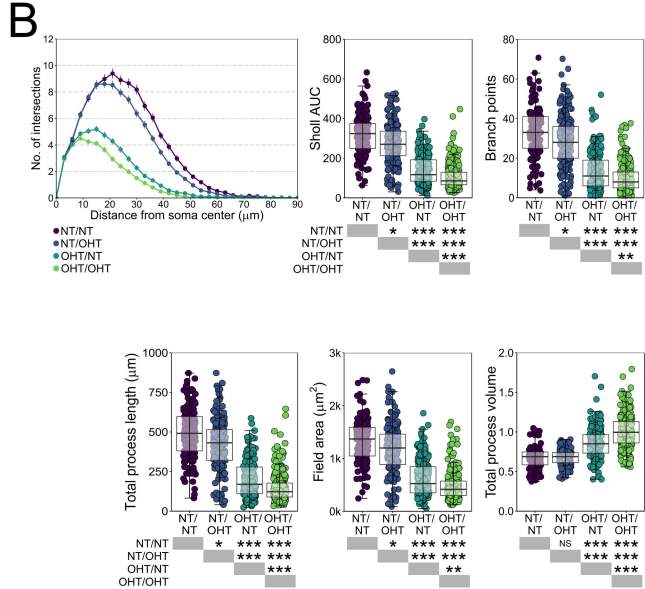 B
No. of intersections
12
10
8
6
4
2
0
0 10 20 30 40 50 60 70 80 90
Distance from soma center (μm)
NT/NT
NT/OHT
OHT/NT
OHT/OHT
Sholl AUC
800
600
400
200
0
NT/ NT/ OHT/ OHT/
NT OHT NT OHT
NT/NT * *** ***
NT/OHT *** ***
OHT/NT ***
OHT/OHT
Branch points
80
60
40
20
0
NT/ NT/ OHT/ OHT/
NT OHT NT OHT
* *** ***
*** ***
**
Total process length (μm)
1000
750
500
250
0
NT/ NT/ OHT/ OHT/
NT OHT NT OHT
NT/NT * *** ***
NT/OHT *** ***
OHT/NT ***
OHT/OHT
Field area (μm²)
3k
2k
1k
0k
NT/ NT/ OHT/ OHT/
NT OHT NT OHT
* *** ***
*** ***
**
Total process volume
2.0
1.5
1.0
0.5
0.0
NT/ NT/ OHT/ OHT/
NT OHT NT OHT
NS *** ***
*** ***
***